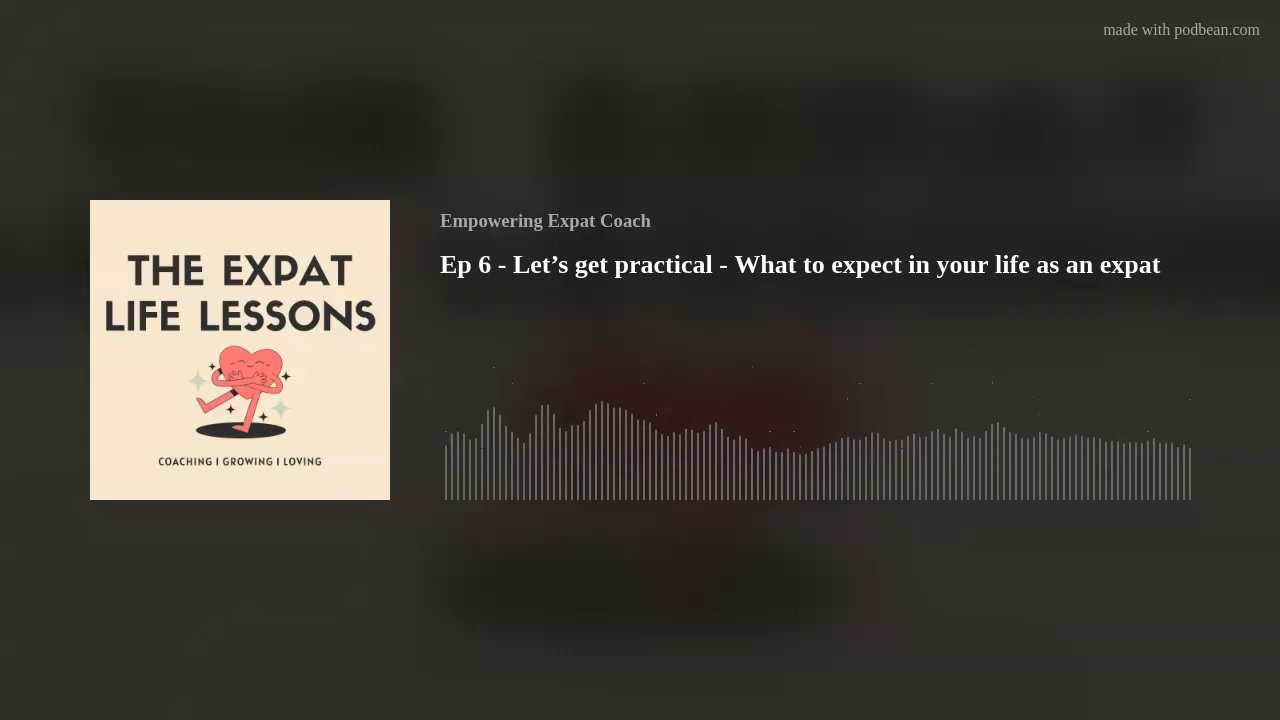 made with podbean.com
THE EXPAT
LIFE LESSONS
COACHING I GROWING I LOVING
Empowering Expat Coach
Ep 6 - Let’s get practical - What to expect in your life as an expat